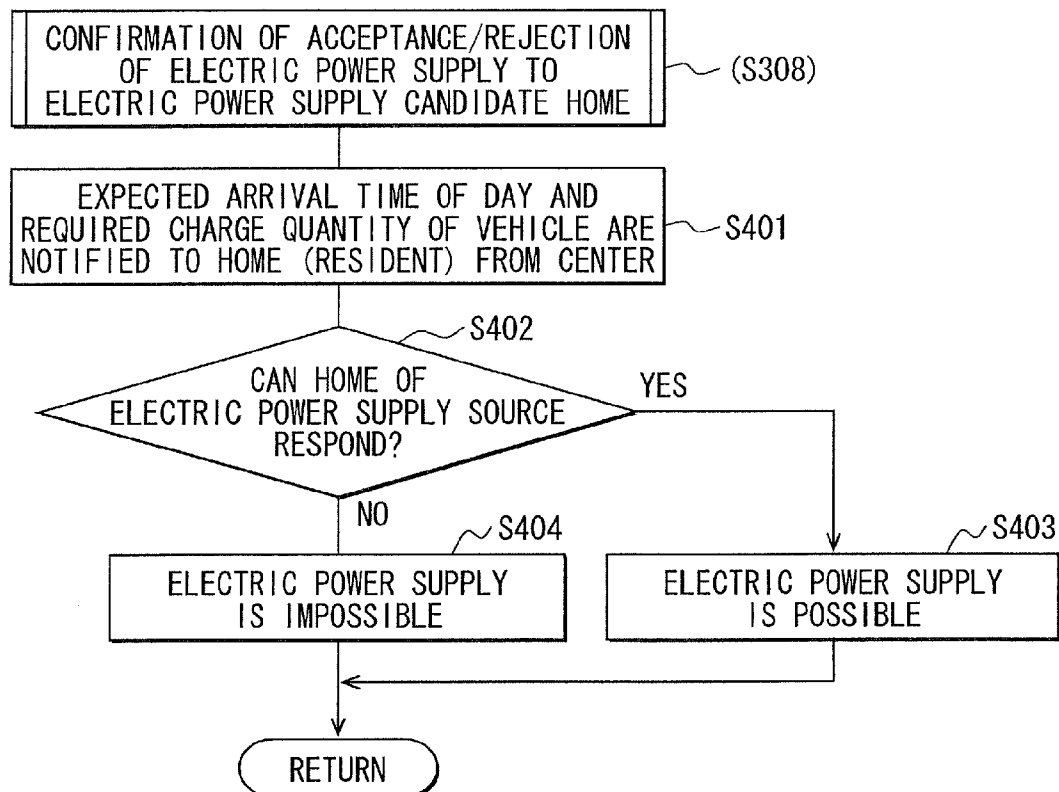 CONFIRMATION OF ACCEPTANCE/REJECTION
OF ELECTRIC POWER SUPPLY TO
ELECTRIC POWER SUPPLY CANDIDATE HOME
(S308)
EXPECTED ARRIVAL TIME OF DAY AND
REQUIRED CHARGE QUANTITY OF VEHICLE ARE
NOTIFIED TO HOME (RESIDENT) FROM CENTER
S401
S402
CAN HOME OF
ELECTRIC POWER SUPPLY SOURCE
RESPOND?
YES
NO
S404
ELECTRIC POWER SUPPLY
IS IMPOSSIBLE
S403
ELECTRIC POWER SUPPLY
IS POSSIBLE
RETURN